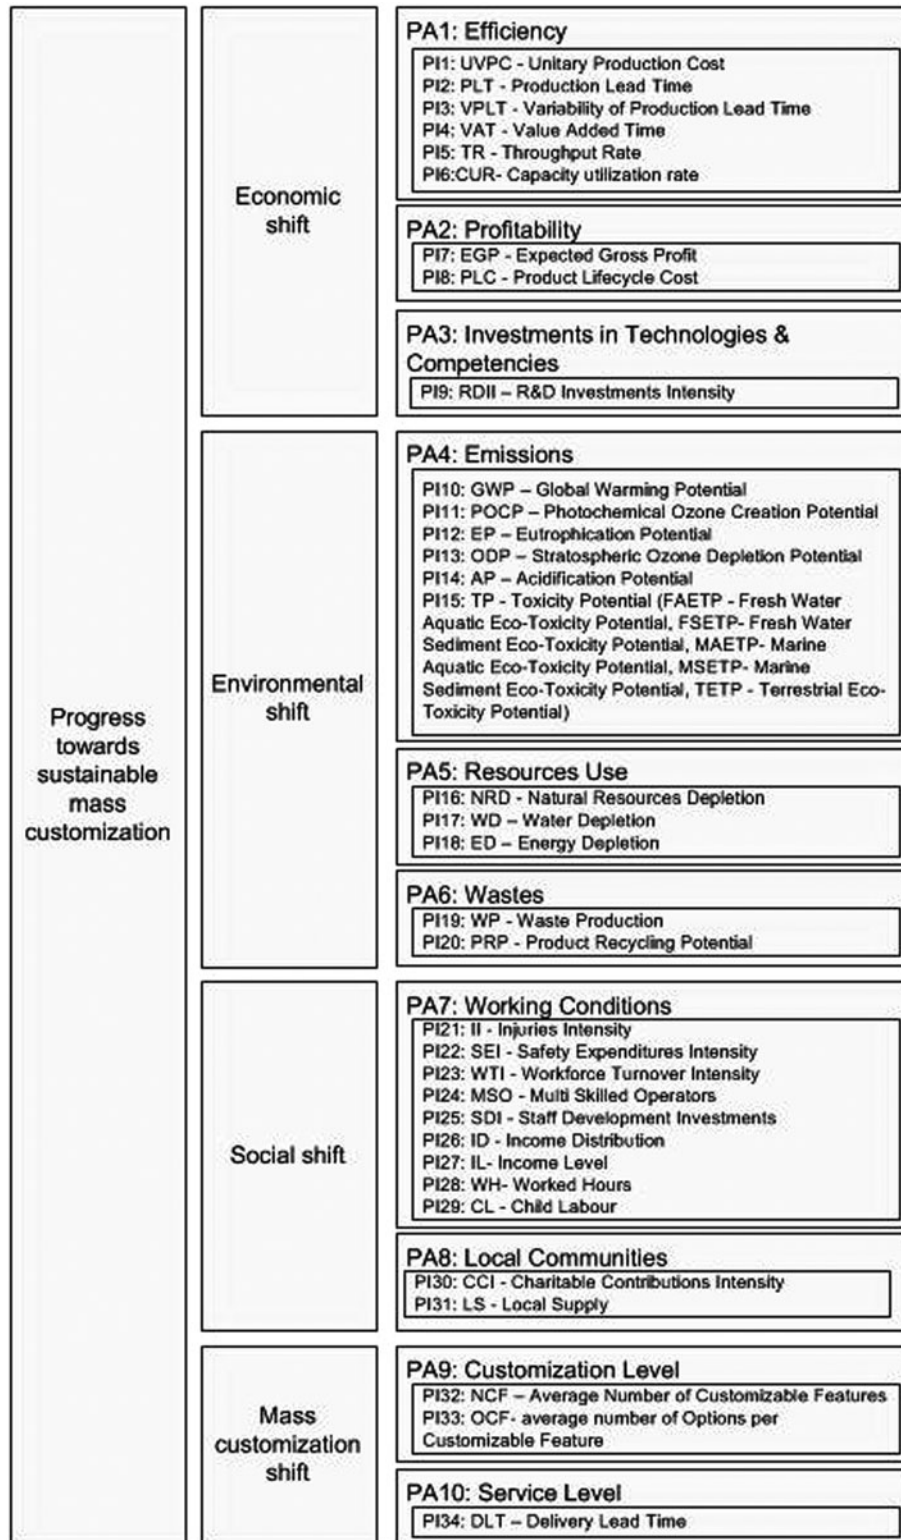 Progress
towards
sustainable
mass
customization
Economic
shift
PA1: Efficiency
PI1: UVPC - Unitary Production Cost
PI2: PLT - Production Lead Time
PI3: VPLT - Variability of Production Lead Time
PI4: VAT - Value Added Time
PI5: TR - Throughput Rate
PI6:CUR- Capacity utilization rate
PA2: Profitability
PI7: EGP - Expected Gross Profit
PI8: PLC - Product Lifecycle Cost
PA3: Investments in Technologies &
Competencies
PI9: RDII – R&D Investments Intensity
Environmental
shift
PA4: Emissions
PI10: GWP – Global Warming Potential
PI11: POCP – Photochemical Ozone Creation Potential
PI12: EP – Eutrophication Potential
PI13: ODP – Stratospheric Ozone Depletion Potential
PI14: AP – Acidification Potential
PI15: TP - Toxicity Potential (FAETP - Fresh Water
Aquatic Eco-Toxicity Potential, FSETP- Fresh Water
Sediment Eco-Toxicity Potential, MAETP- Marine
Aquatic Eco-Toxicity Potential, MSETP- Marine
Sediment Eco-Toxicity Potential, TETP - Terrestrial Eco-
Toxicity Potential)
PA5: Resources Use
PI16: NRD - Natural Resources Depletion
PI17: WD – Water Depletion
PI18: ED – Energy Depletion
PA6: Wastes
PI19: WP - Waste Production
PI20: PRP - Product Recycling Potential
Social shift
PA7: Working Conditions
PI21: II - Injuries Intensity
PI22: SEI - Safety Expenditures Intensity
PI23: WTI - Workforce Turnover Intensity
PI24: MSO - Multi Skilled Operators
PI25: SDI - Staff Development Investments
PI26: ID - Income Distribution
PI27: IL- Income Level
PI28: WH- Worked Hours
PI29: CL - Child Labour
PA8: Local Communities
PI30: CCI - Charitable Contributions Intensity
PI31: LS - Local Supply
Mass
customization
shift
PA9: Customization Level
PI32: NCF – Average Number of Customizable Features
PI33: OCF- average number of Options per
Customizable Feature
PA10: Service Level
PI34: DLT – Delivery Lead Time